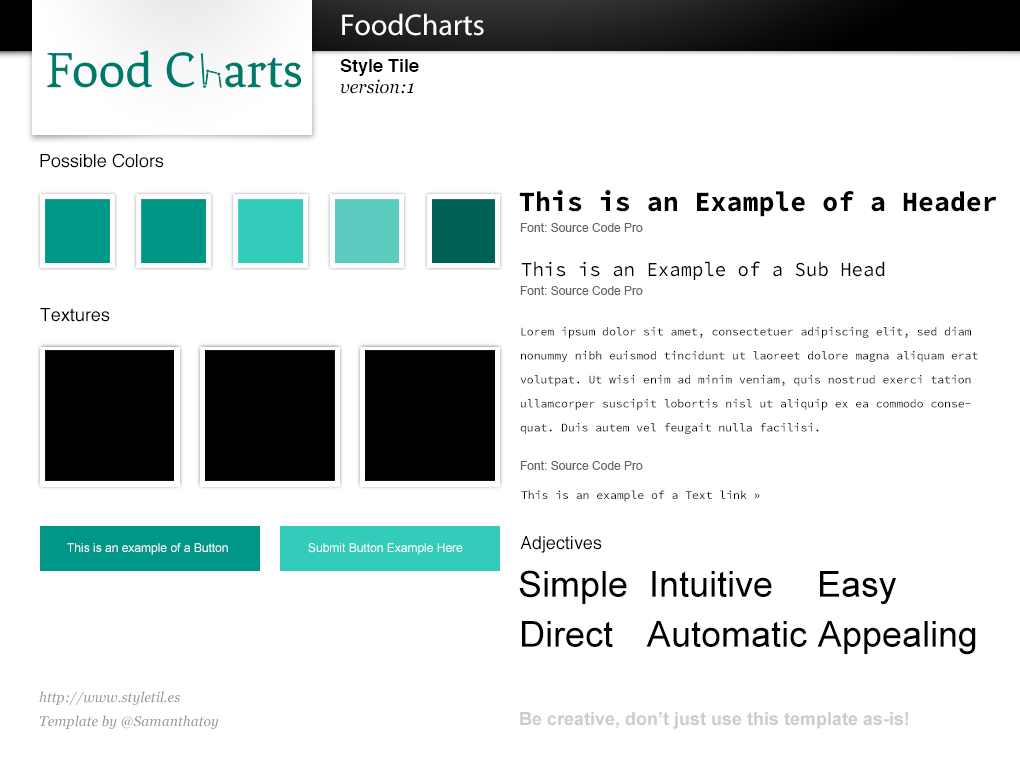 FoodCharts
Food Charts
Style Tile
version:1
Possible Colors
Textures
This is an example of a Button
Submit Button Example Here
This is an Example of a Header
Font: Source Code Pro
This is an Example of a Sub Head
Font: Source Code Pro
Lorem ipsum dolor sit amet, consectetuer adipiscing elit, sed diam
nonummy nibh euismod tincidunt ut laoreet dolore magna aliquam erat
volutpat. Ut wisi enim ad minim veniam, quis nostrud exerci tation
ullamcorper suscipit lobortis nisl ut aliquip ex ea commodo conse-
quat. Duis autem vel feugait nulla facilisi.
Font: Source Code Pro
This is an example of a Text link »
Adjectives
Simple Intuitive Easy
Direct Automatic Appealing
http://www.styletil.es
Template by @Samanthatoy
Be creative, don’t just use this template as-is!